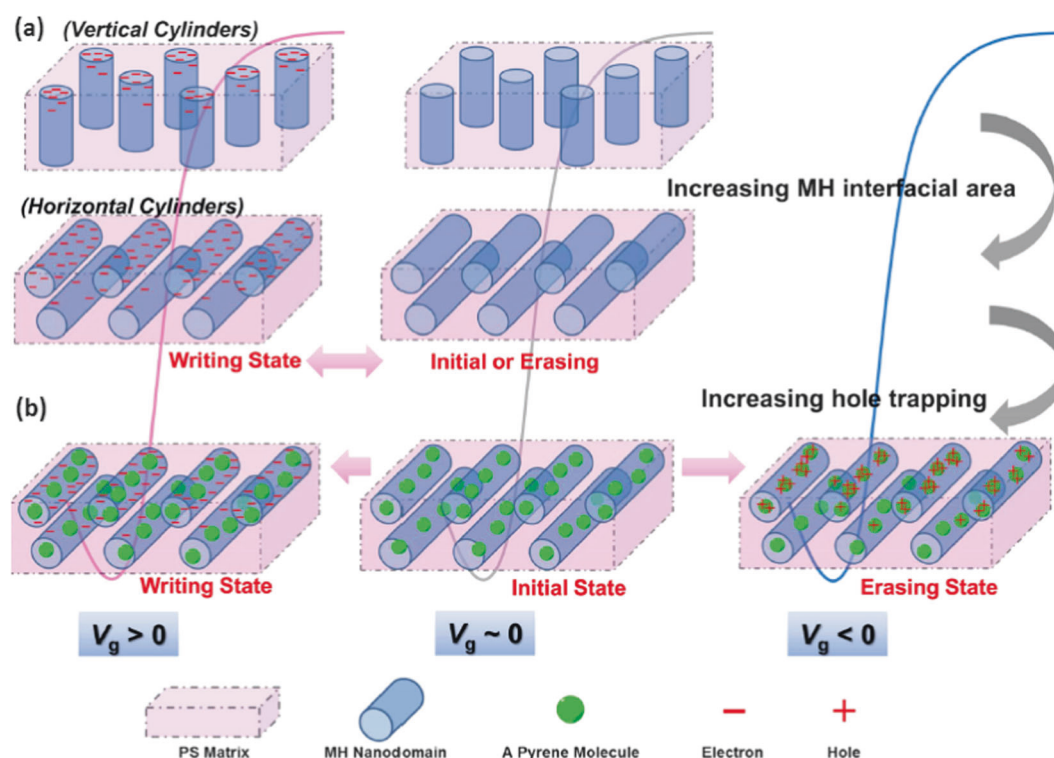 (a)
(Vertical Cylinders)
Increasing MH interfacial area
(Horizontal Cylinders)
Writing State
Initial or Erasing
Increasing hole trapping
(b)
Writing State
Initial State
Erasing State
Vg > 0
Vg ~ 0
Vg < 0
PS Matrix
MH Nanodomain
A Pyrene Molecule
Electron
Hole